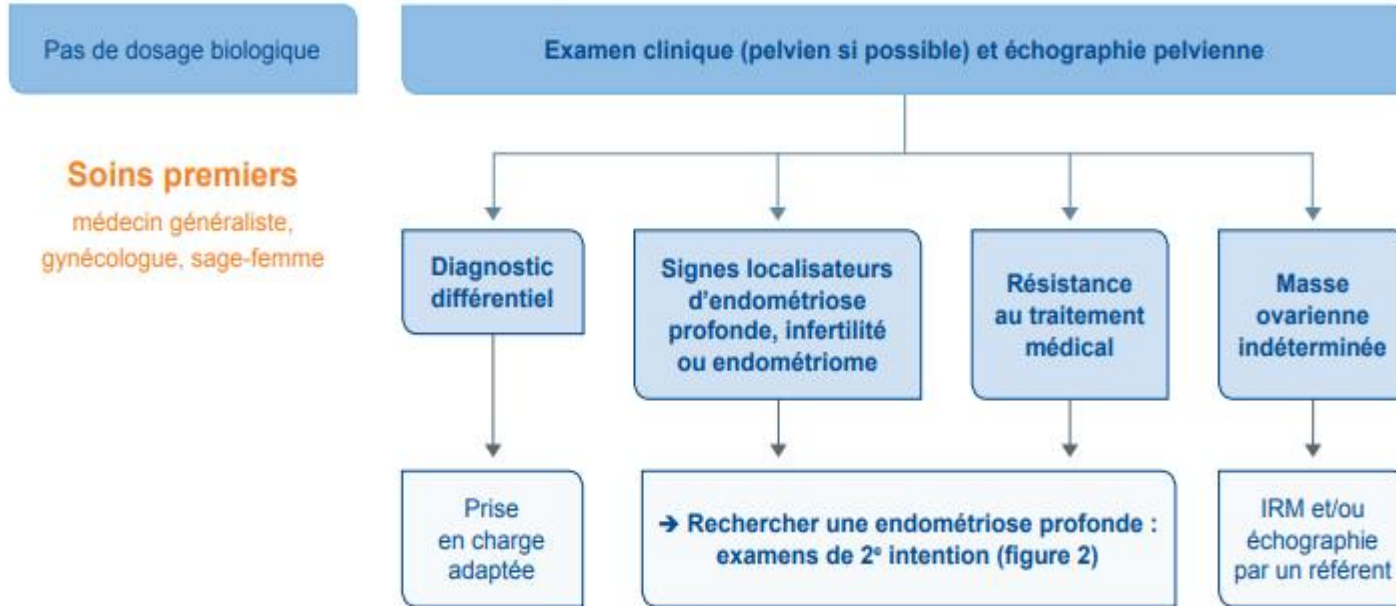 Pas de dosage biologique
Examen clinique (pelvien si possible) et échographie pelvienne
Soins premiers
médecin généraliste,
gynécologue, sage-femme
Diagnostic
différentiel
Signes localisateurs
d'endométriose
profonde, infertilité
ou endométriome
Résistance
au traitement
médical
Masse
ovarienne
indéterminée
Prise
en charge
adaptée
➔ Rechercher une endométriose profonde :
examens de 2e intention (figure 2)
IRM et/ou
échographie
par un référent